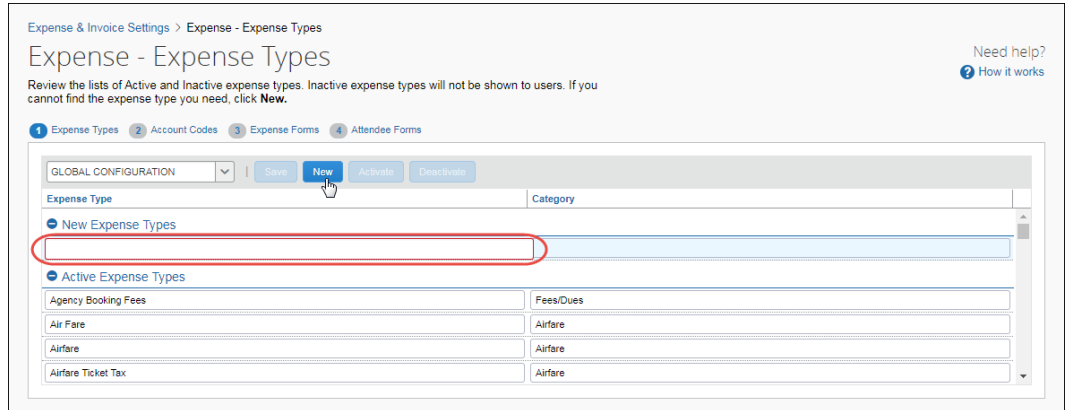 Expense & Invoice Settings > Expense - Expense Types
Expense - Expense Types
Need help?
? How it works
Review the lists of Active and Inactive expense types. Inactive expense types will not be shown to users. If you
cannot find the expense type you need, click New.
1 Expense Types 2 Account Codes 3 Expense Forms 4 Attendee Forms
GLOBAL CONFIGURATION | Save New Activate Deactivate
Expense Type Category
New Expense Types
Active Expense Types
Agency Booking Fees Fees/Dues
Air Fare Airfare
Airfare Airfare
Airfare Ticket Tax Airfare